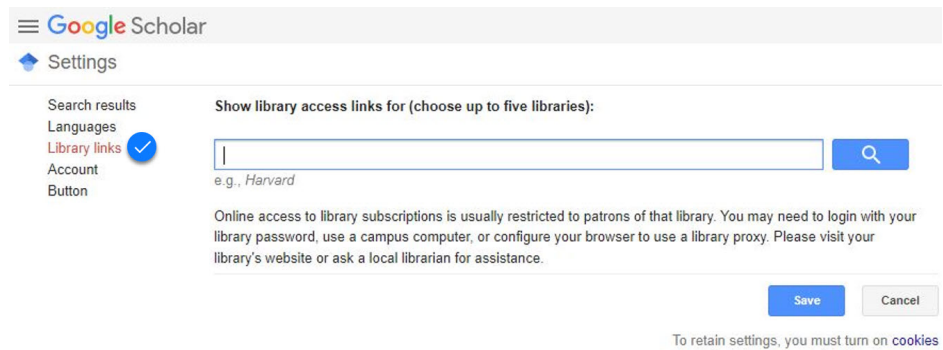 Google Scholar
Settings
Search results
Languages
Library links
Account
Button
Show library access links for (choose up to five libraries):
e.g., Harvard
Online access to library subscriptions is usually restricted to patrons of that library. You may need to login with your
library password, use a campus computer, or configure your browser to use a library proxy. Please visit your
library's website or ask a local librarian for assistance.
Save Cancel
To retain settings, you must turn on cookies